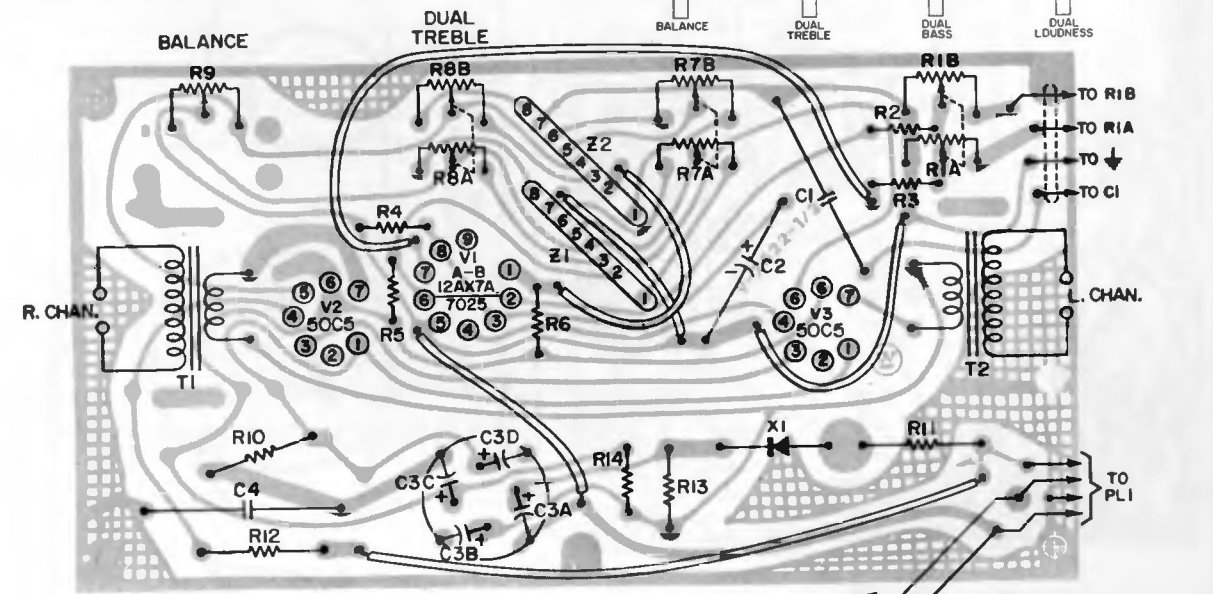 BALANCE
DUAL
TREBLE
DUAL
BASS
DUAL
LOUDNESS
DUAL
TREBLE
BALANCE
R9
R8B
R7B
R1B
TO R1B
R2
TO R1A
8 7 6 5 4 3 2 1
Z2
TO
R8A
R7A
R1A
8 7 6 5 4 3 2 1
Z1
C1
R3
TO C1
R4
V1
A-B
12AX7A
7025
9
8
7
6
5
4
3
2
1
+
−
C2
R. CHAN.
L. CHAN.
5
6
7
4
V2
50C5
3
2
1
R5
R6
6
6
7
4
V3
50C5
3
2
1
T1
T2
R10
C3D
+
X1
R11
C3C
+
R14
R13
TO
PL1
C4
+
C3A
R12
C3B
+